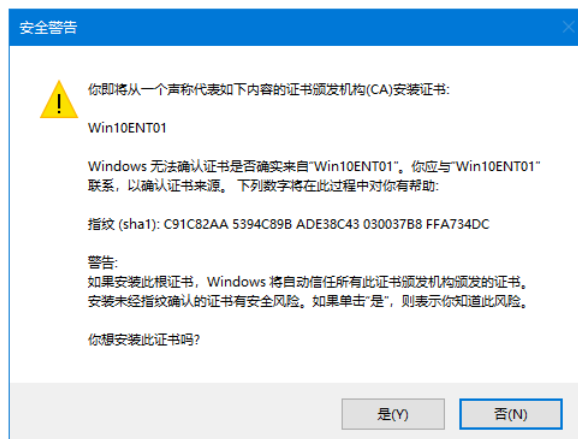 安全警告
你即将从一个声称代表如下内容的证书颁发机构(CA)安装证书:
Win10ENT01
Windows 无法确认证书是否确实来自"Win10ENT01"。你应与"Win10ENT01"
联系，以确认证书来源。 下列数字将在此过程中对你有帮助:
指纹 (sha1): C91C82AA 5394C89B ADE38C43 030037B8 FFA734DC
警告:
如果安装此根证书，Windows 将自动信任所有此证书颁发机构颁发的证书。
安装未经指纹确认的证书有安全风险。如果单击"是"，则表示你知道此风险。
你想安装此证书吗?
是(Y)
否(N)